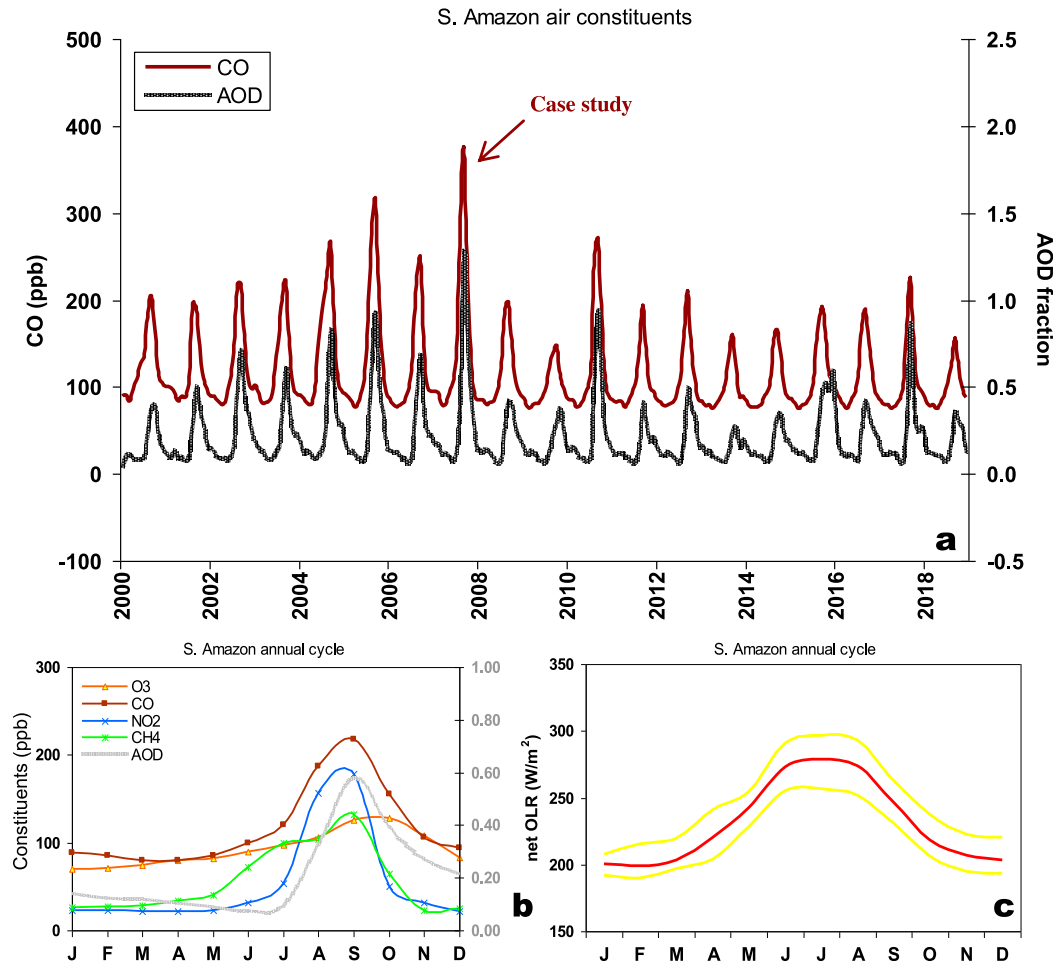 S. Amazon air constituents
500
400
300
200
100
0
-100
CO (ppb)
CO
AOD
Case study
2.5
2.0
1.5
1.0
0.5
0.0
-0.5
AOD fraction
a
2000
2002
2004
2006
2008
2010
2012
2014
2016
2018
S. Amazon annual cycle
300
200
100
0
Constituents (ppb)
O3
CO
NO2
CH4
AOD
1.00
0.80
0.60
0.40
0.20
0.00
b
J F M A M J J A S O N D
S. Amazon annual cycle
350
300
250
200
150
net OLR (W/m²)
c
J F M A M J J A S O N D